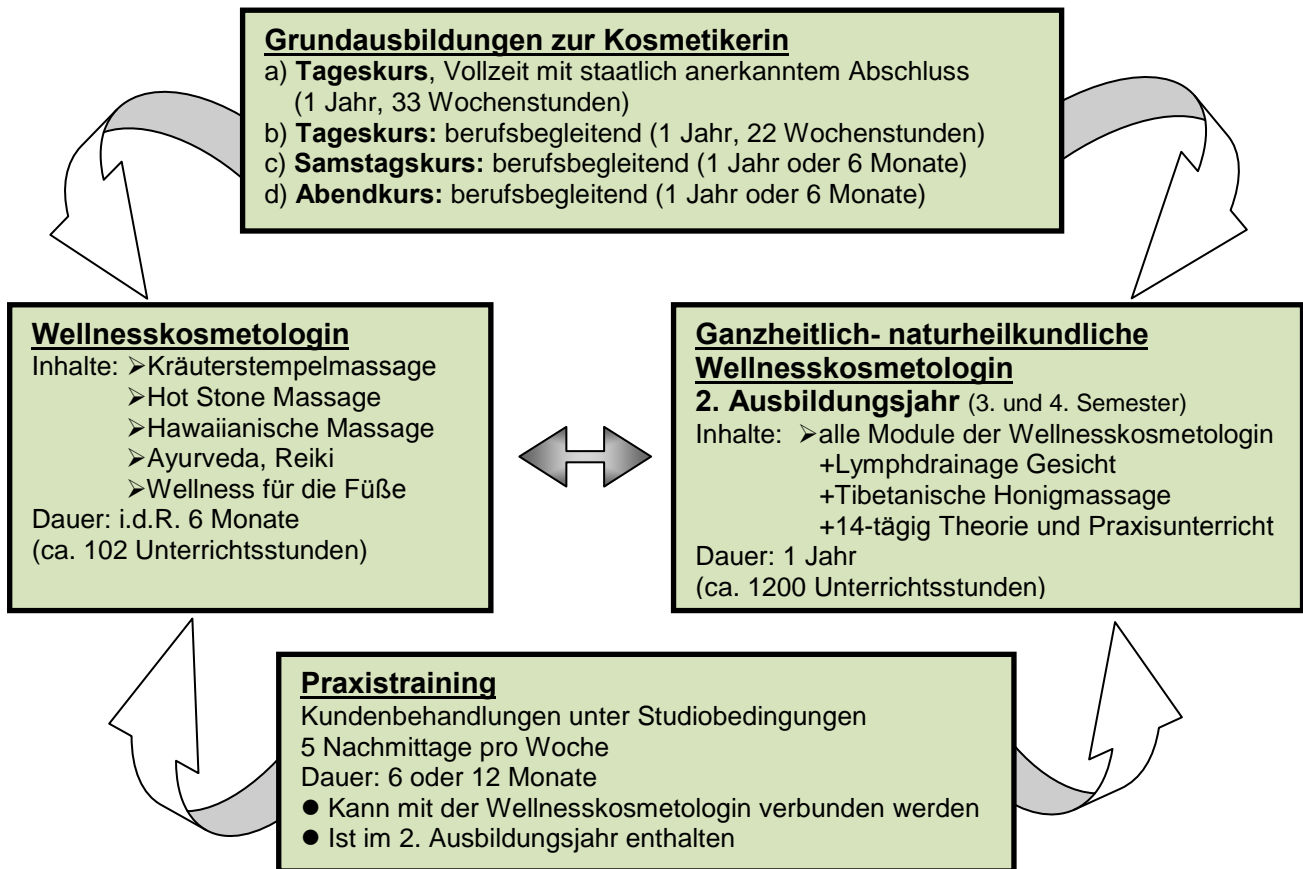 Grundausbildungen zur Kosmetikerin
a) Tageskurs, Vollzeit mit staatlich anerkanntem Abschluss
(1 Jahr, 33 Wochenstunden)
b) Tageskurs: berufsbegleitend (1 Jahr, 22 Wochenstunden)
c) Samstagskurs: berufsbegleitend (1 Jahr oder 6 Monate)
d) Abendkurs: berufsbegleitend (1 Jahr oder 6 Monate)
Wellnesskosmetologin
Inhalte: ➢Kräuterstempelmassage
➢Hot Stone Massage
➢Hawaiianische Massage
➢Ayurveda, Reiki
➢Wellness für die Füße
Dauer: i.d.R. 6 Monate
(ca. 102 Unterrichtsstunden)
Ganzheitlich- naturheilkundliche
Wellnesskosmetologin
2. Ausbildungsjahr (3. und 4. Semester)
Inhalte: ➢alle Module der Wellnesskosmetologin
+Lymphdrainage Gesicht
+Tibetanische Honigmassage
+14-tägig Theorie und Praxisunterricht
Dauer: 1 Jahr
(ca. 1200 Unterrichtsstunden)
Praxistraining
Kundenbehandlungen unter Studiobedingungen
5 Nachmittage pro Woche
Dauer: 6 oder 12 Monate
● Kann mit der Wellnesskosmetologin verbunden werden
● Ist im 2. Ausbildungsjahr enthalten